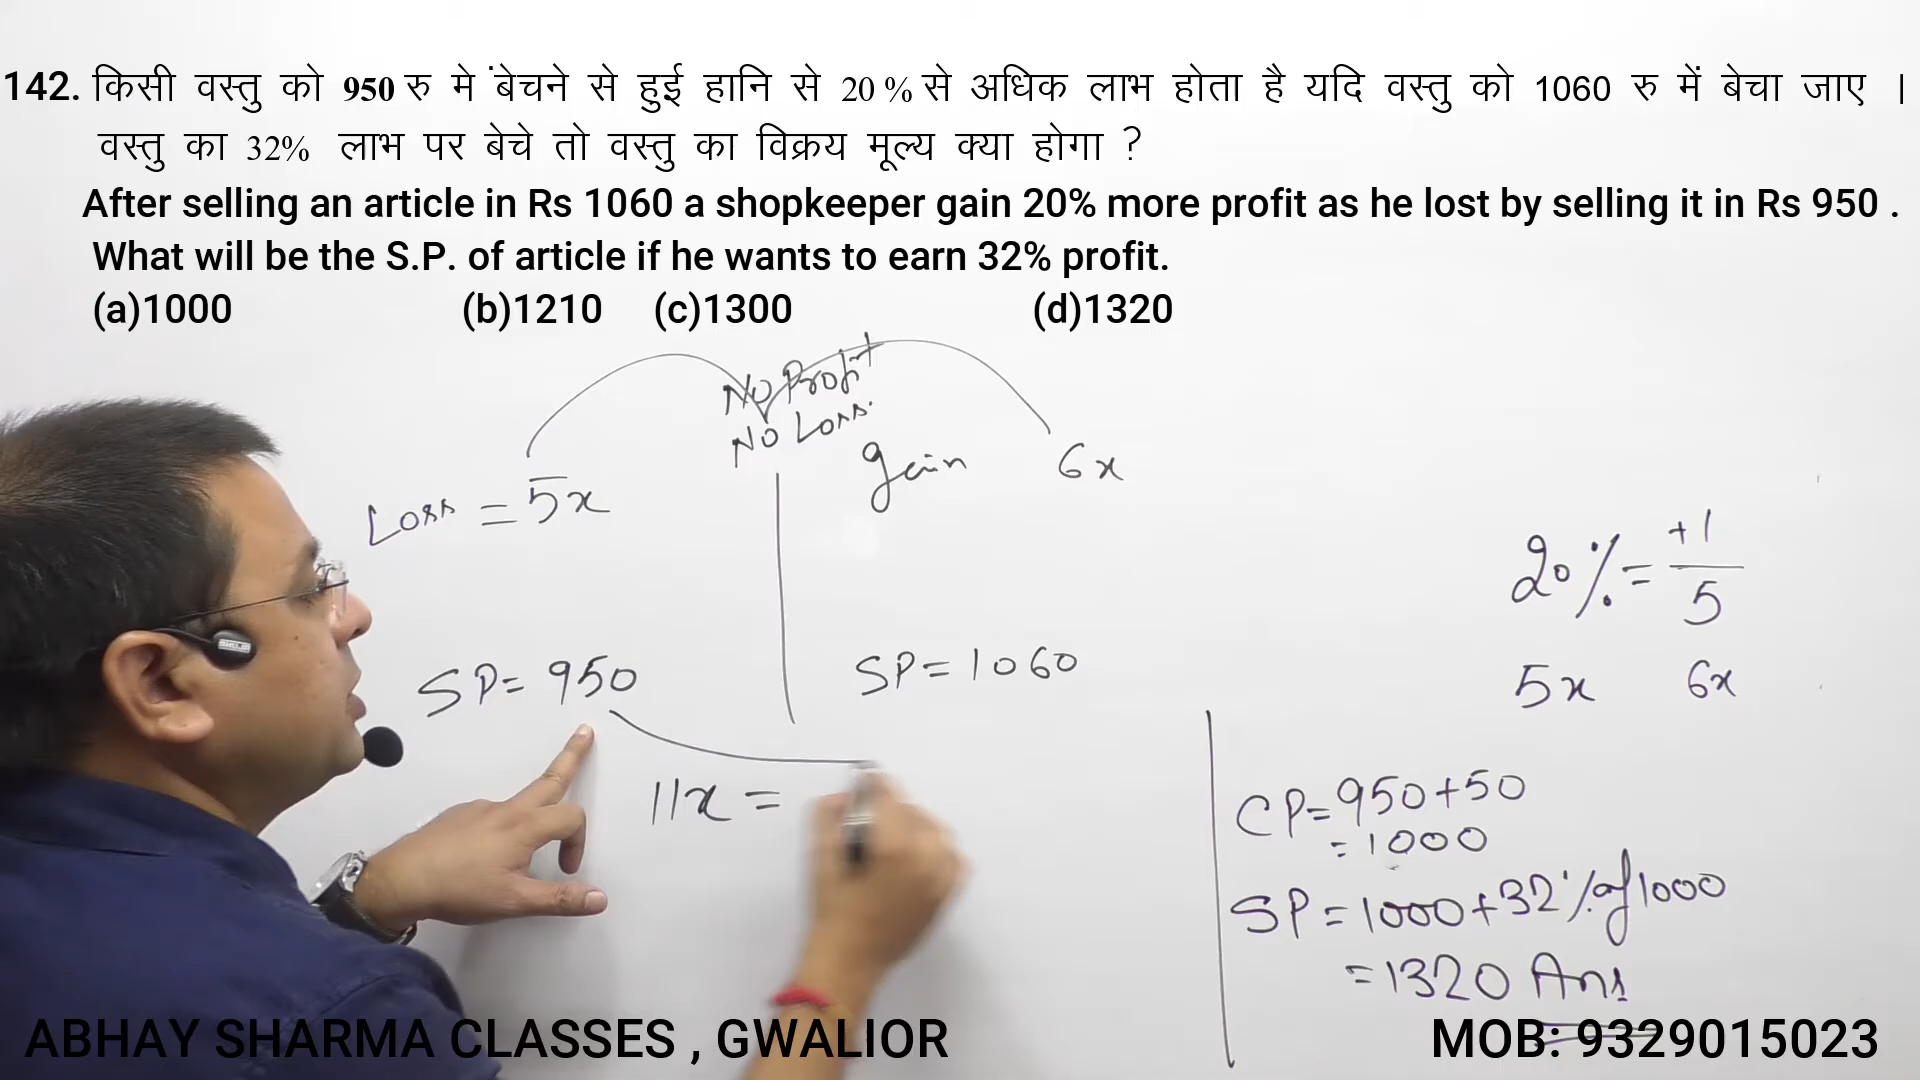 142. किसी वस्तु को 950 रु मे ंबेचने से हुई हानि से 20 % से अधिक लाभ होता है यदि वस्तु को 1060 रु में बेचा जाए ।
वस्तु का 32% लाभ पर बेचे तो वस्तु का विक्रय मूल्य क्या होगा ?
After selling an article in Rs 1060 a shopkeeper gain 20% more profit as he lost by selling it in Rs 950 .
What will be the S.P. of article if he wants to earn 32% profit.
(a)1000 (b)1210 (c)1300 (d)1320
No Profit
No Loss.
Loss = 5x
gain 6x
20% = +1/5
5x 6x
SP = 950
SP = 1060
11x =
CP = 950+50
= 1000
SP = 1000+32% of 1000
= 1320 Ans
ABHAY SHARMA CLASSES , GWALIOR
MOB: 9329015023